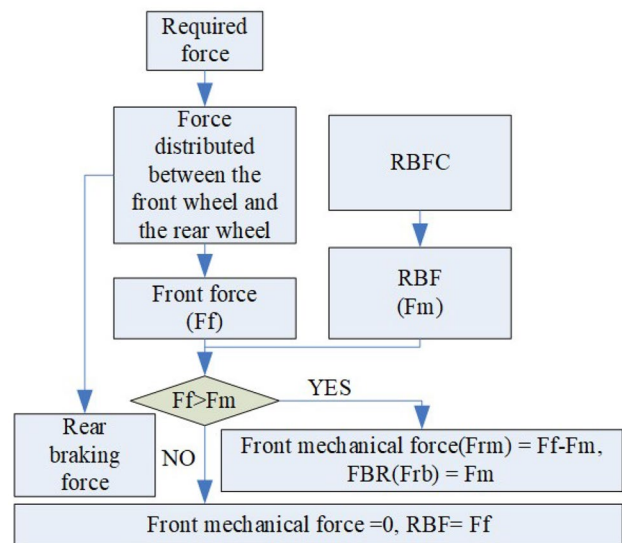 Required
force
Force
distributed
between the
front wheel and
the rear wheel
RBFC
Front force
(Ff)
RBF
(Fm)
Ff>Fm
YES
Rear
braking
force
NO
Front mechanical force(Frm) = Ff-Fm,
FBR(Frb) = Fm
Front mechanical force =0, RBF= Ff